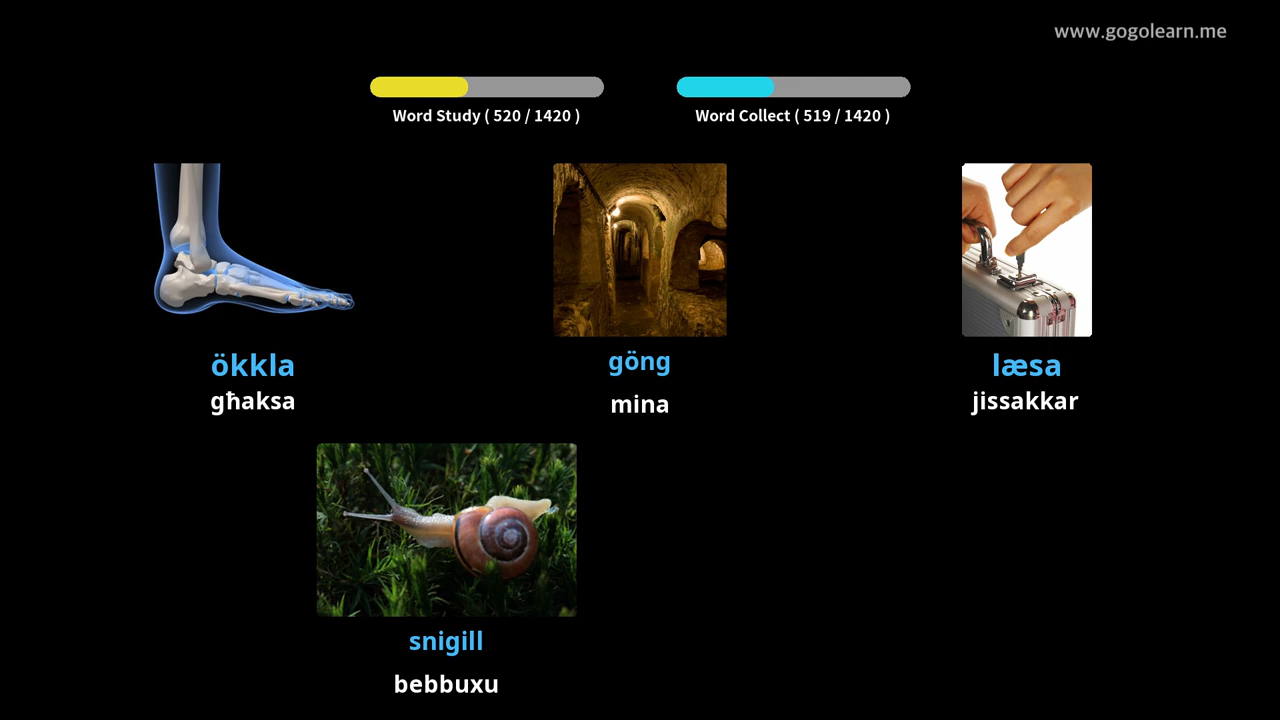 www.gogolearn.me
Word Study ( 520 / 1420 )
Word Collect ( 519 / 1420 )
ökkla
għaksa
göng
mina
læsa
jissakkar
snigill
bebbuxu